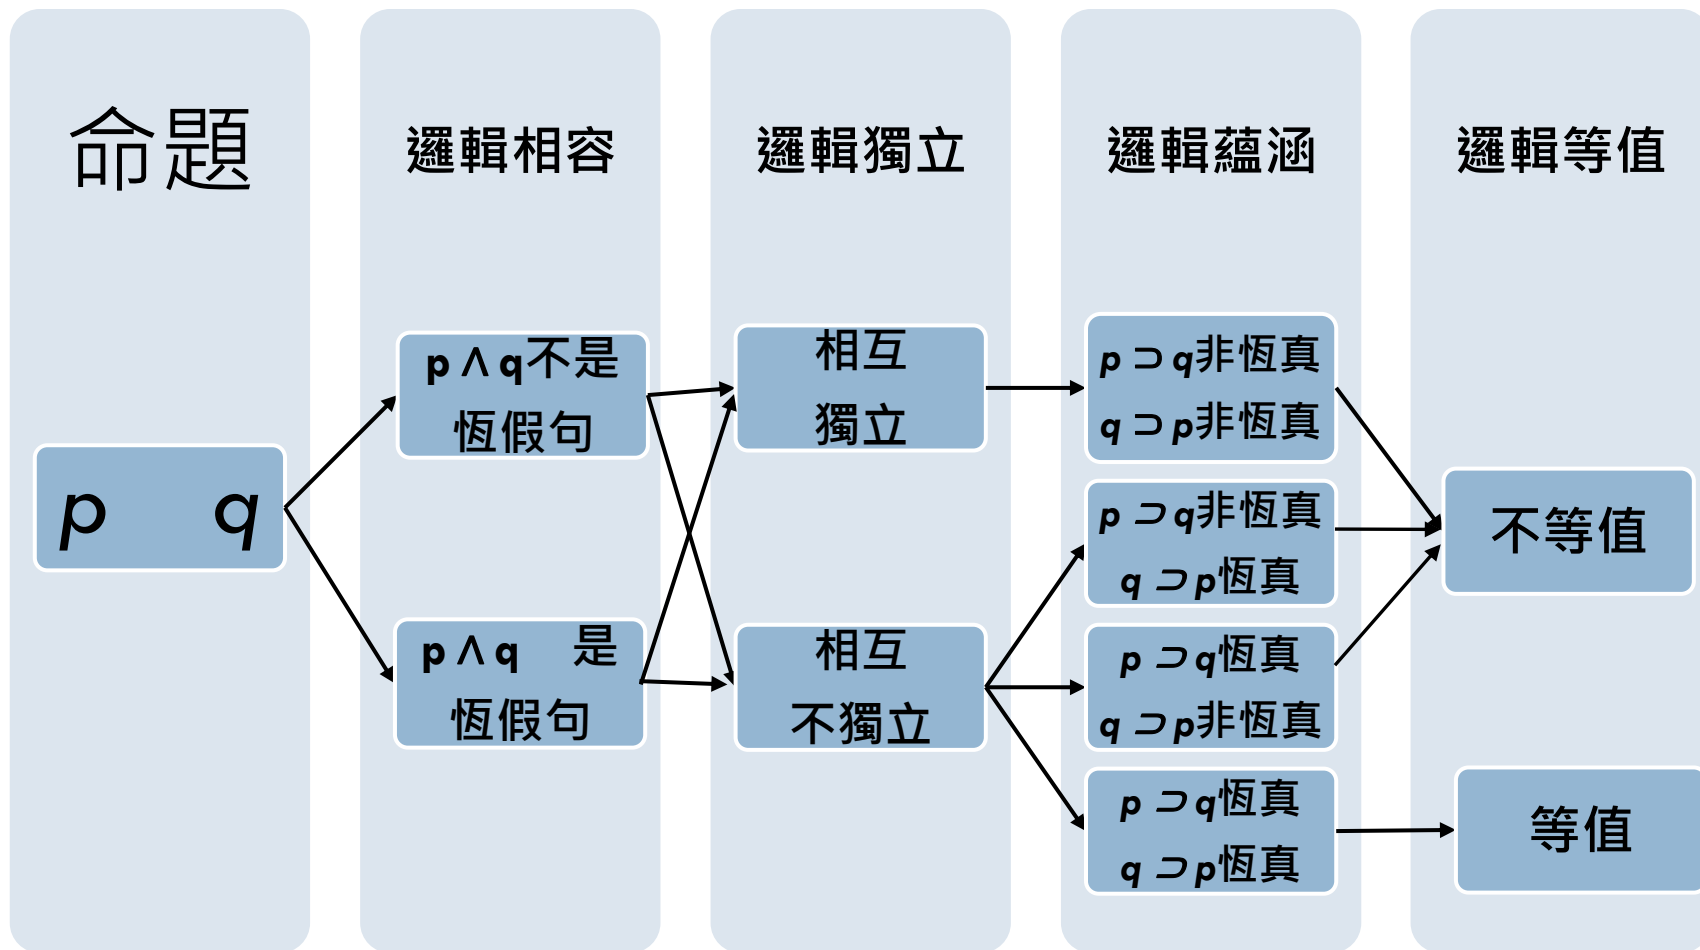 命題
邏輯相容
邏輯獨立
邏輯蘊涵
邏輯等值
p q
p ∧ q不是
恆假句
p ∧ q 是
恆假句
相互
獨立
相互
不獨立
p ⊃ q非恆真
q ⊃ p非恆真
p ⊃ q非恆真
q ⊃ p恆真
p ⊃ q恆真
q ⊃ p非恆真
p ⊃ q恆真
q ⊃ p恆真
不等值
等值